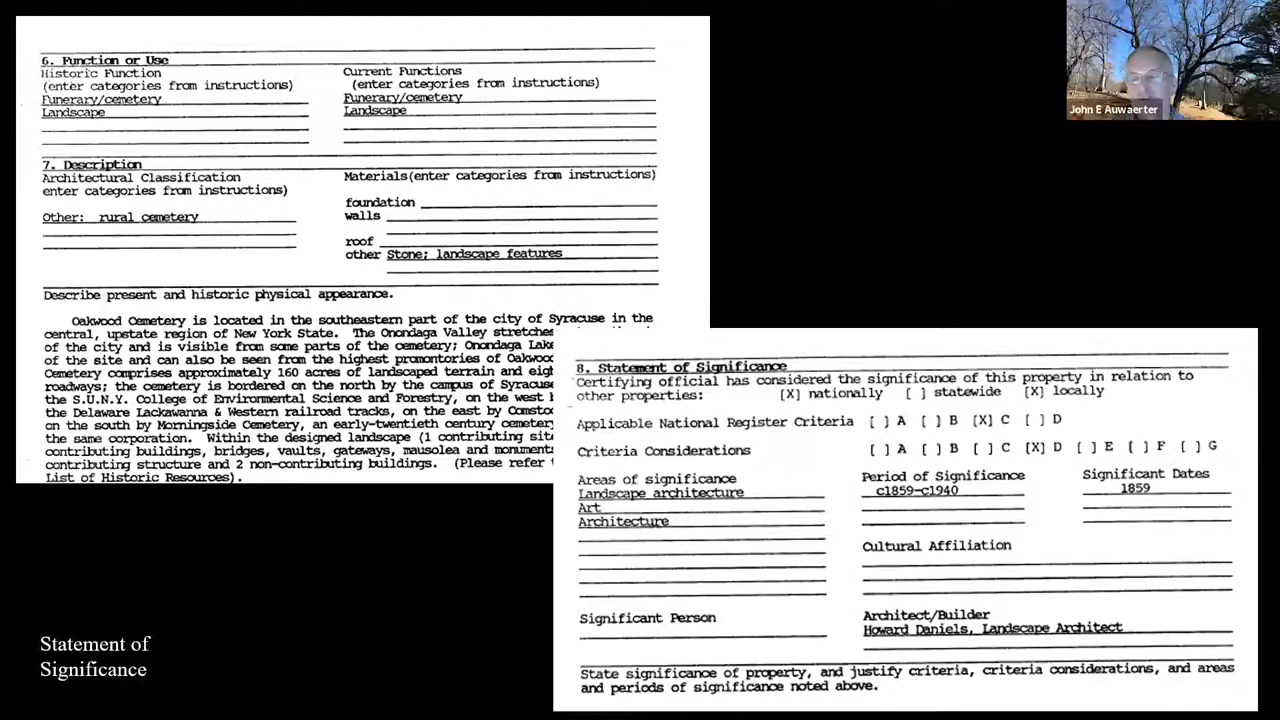 6. Function or Use
Historic Function
(enter categories from instructions)
Funerary/cemetery
Landscape
Current Functions
(enter categories from instructions)
Funerary/cemetery
Landscape
7. Description
Architectural Classification
enter categories from instructions)
Other: rural cemetery
Materials(enter categories from instructions)
foundation
walls
roof
other Stone; landscape features
Describe present and historic physical appearance.
Oakwood Cemetery is located in the southeastern part of the city of Syracuse in the
central, upstate region of New York State. The Onondaga Valley stretches
of the city and is visible from some parts of the cemetery; Onondaga Lake
of the site and can also be seen from the highest promontories of Oakwood
Cemetery comprises approximately 160 acres of landscaped terrain and eig
roadways; the cemetery is bordered on the north by the campus of Syracuse
the S.U.N.Y. College of Environmental Science and Forestry, on the west
the Delaware Lackawanna & Western railroad tracks, on the east by Comsto
on the south by Morningside Cemetery, an early-twentieth century cemetery
the same corporation. Within the designed landscape (1 contributing sit
contributing buildings, bridges, vaults, gateways, mausolea and monument
contributing structure and 2 non-contributing buildings. (Please refer
List of Historic Resources).
8. Statement of Significance
Certifying official has considered the significance of this property in relation to
other properties: [X] nationally [ ] statewide [X] locally
Applicable National Register Criteria [ ] A [ ] B [X] C [ ] D
Criteria Considerations [ ] A [ ] B [ ] C [X] D [ ] E [ ] F [ ] G
Areas of significance
Landscape architecture
Art
Architecture
Period of Significance
c1859-c1940
Significant Dates
1859
Cultural Affiliation
Significant Person
Architect/Builder
Howard Daniels, Landscape Architect
State significance of property, and justify criteria, criteria considerations, and areas
and periods of significance noted above.
Statement of
Significance
John E Auwaerter